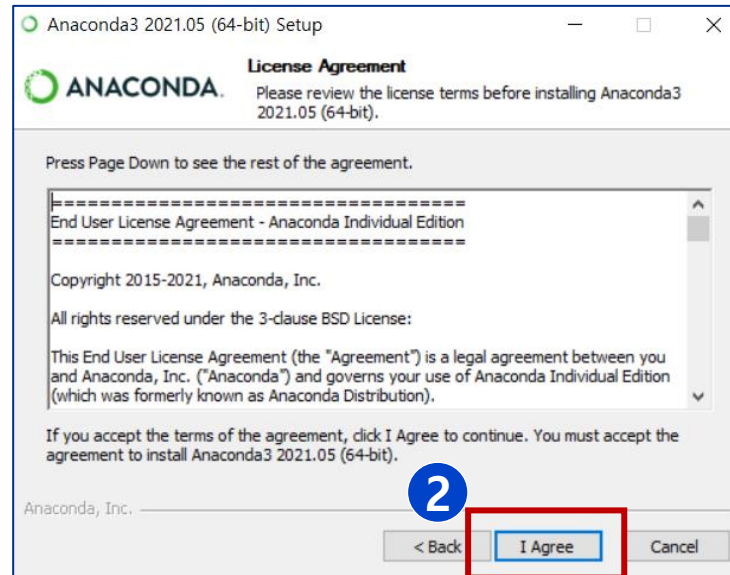 Anaconda3 2021.05 (64-bit) Setup
ANACONDA.
License Agreement
Please review the license terms before installing Anaconda3
2021.05 (64-bit).
Press Page Down to see the rest of the agreement.
====================================
End User License Agreement - Anaconda Individual Edition
====================================
Copyright 2015-2021, Anaconda, Inc.
All rights reserved under the 3-clause BSD License:
This End User License Agreement (the "Agreement") is a legal agreement between you
and Anaconda, Inc. ("Anaconda") and governs your use of Anaconda Individual Edition
(which was formerly known as Anaconda Distribution).
If you accept the terms of the agreement, click I Agree to continue. You must accept the
agreement to install Anaconda3 2021.05 (64-bit).
2
Anaconda, Inc.
< Back
I Agree
Cancel